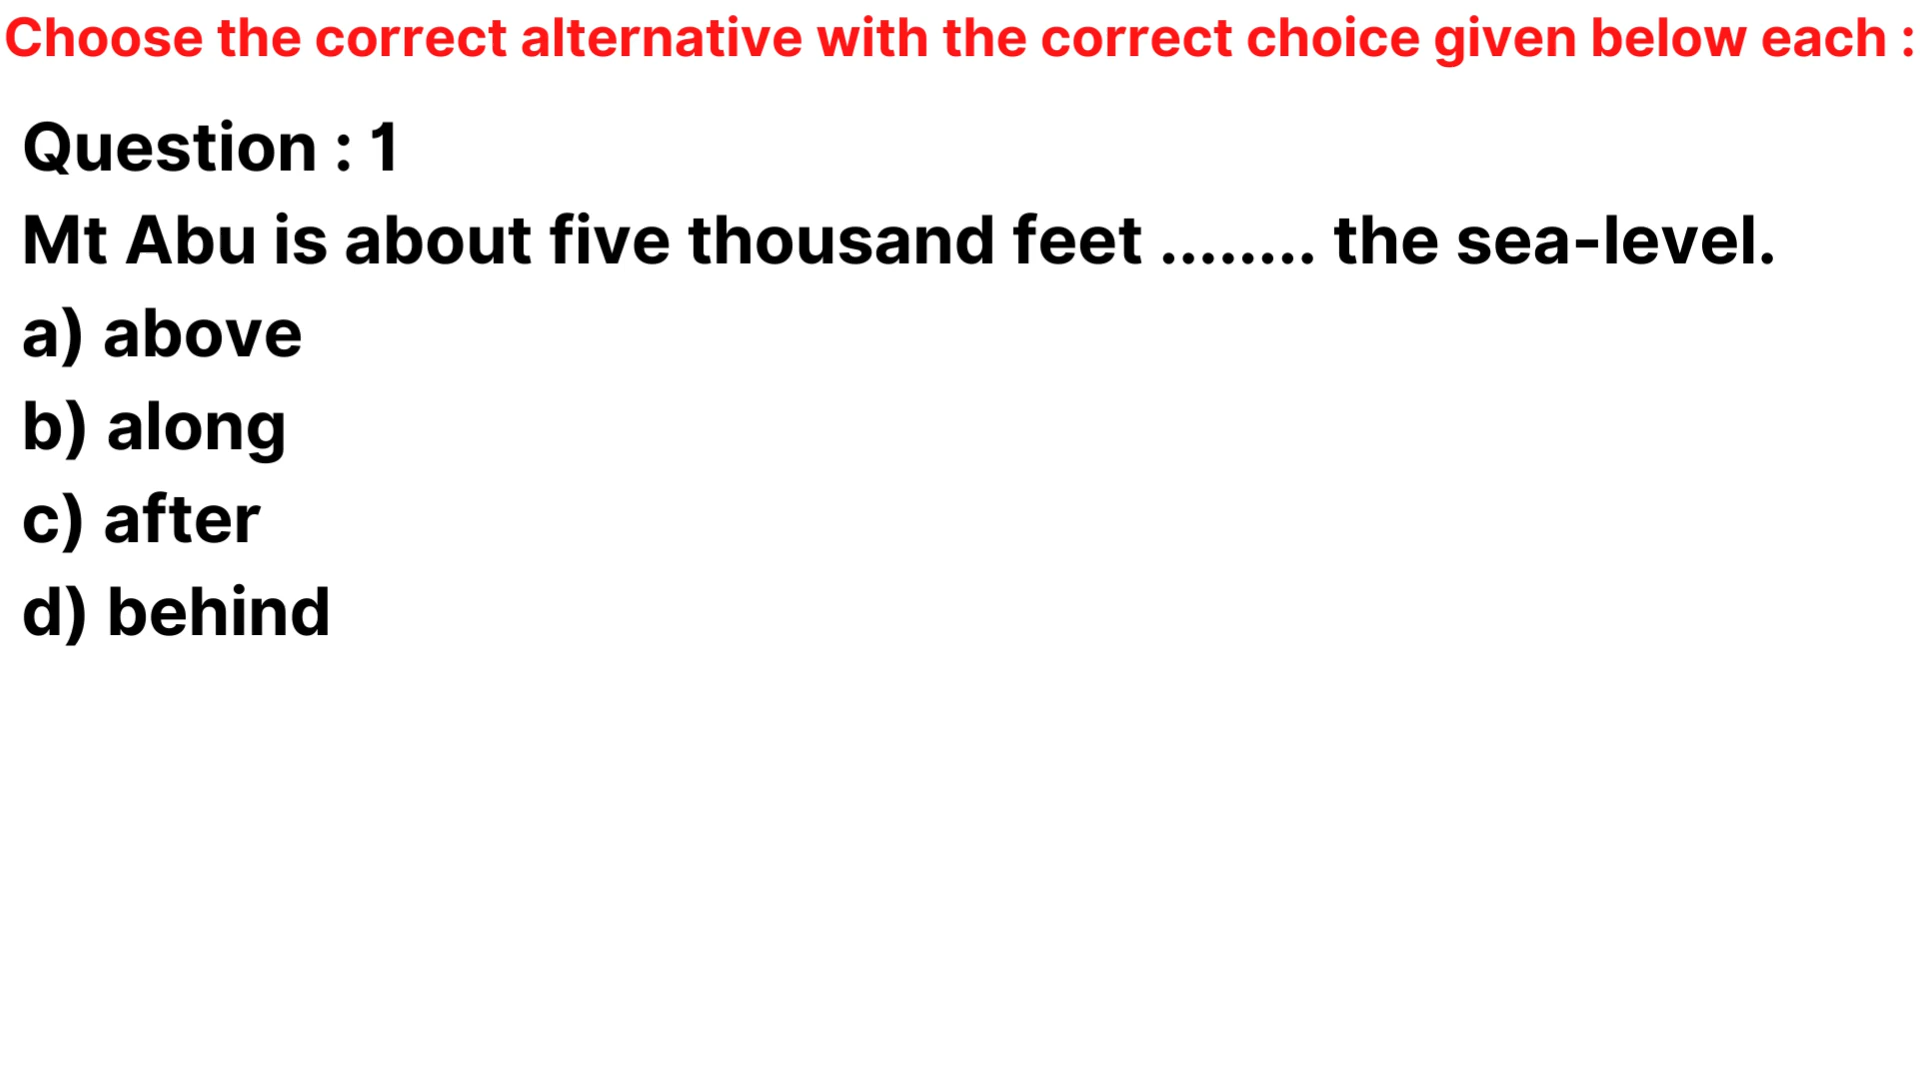 Choose the correct alternative with the correct choice given below each :
Question : 1
Mt Abu is about five thousand feet ........ the sea-level.
a) above
b) along
c) after
d) behind